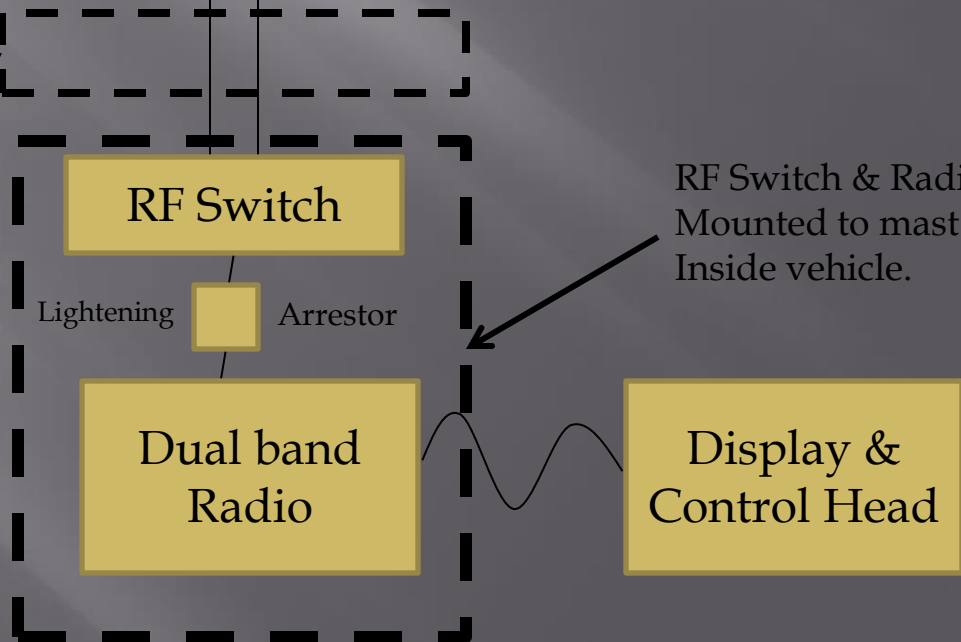 RF Switch
RF Switch & Radi
Mounted to mast
Inside vehicle.
Lightening
Arrestor
Dual band
Radio
Display &
Control Head